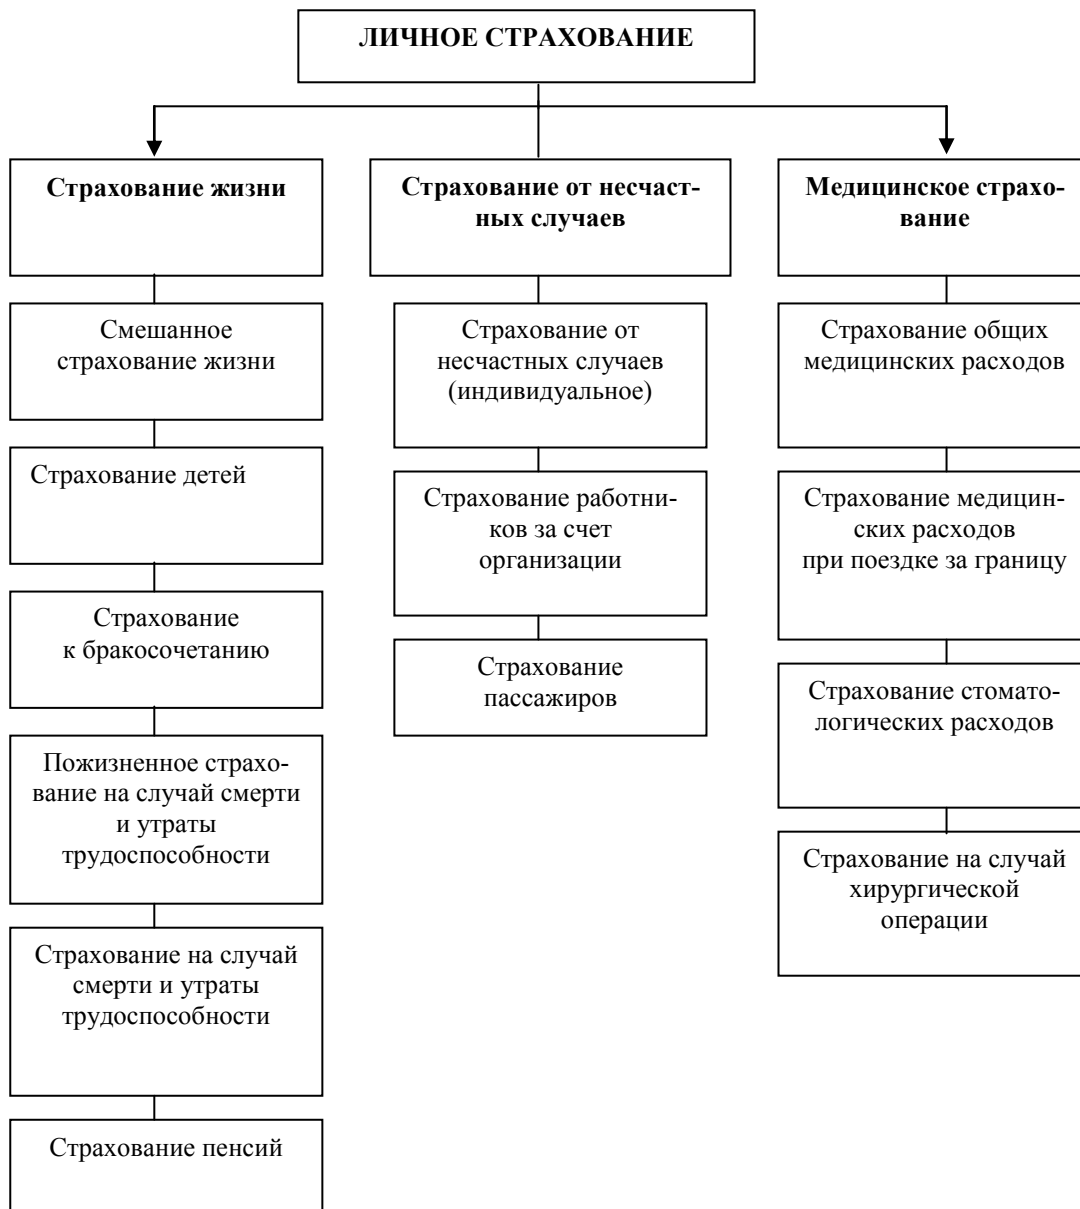 ЛИЧНОЕ СТРАХОВАНИЕ
Страхование жизни
Смешанное
страхование жизни
Страхование детей
Страхование
к бракосочетанию
Пожизненное страхо-
вание на случай смерти
и утраты
трудоспособности
Страхование на случай
смерти и утраты
трудоспособности
Страхование пенсий
Страхование от несчаст-
ных случаев
Страхование от
несчастных случаев
(индивидуальное)
Страхование работни-
ков за счет
организации
Страхование
пассажиров
Медицинское страхо-
вание
Страхование общих
медицинских расходов
Страхование медицин-
ских расходов
при поездке за границу
Страхование стомато-
логических расходов
Страхование на случай
хирургической
операции